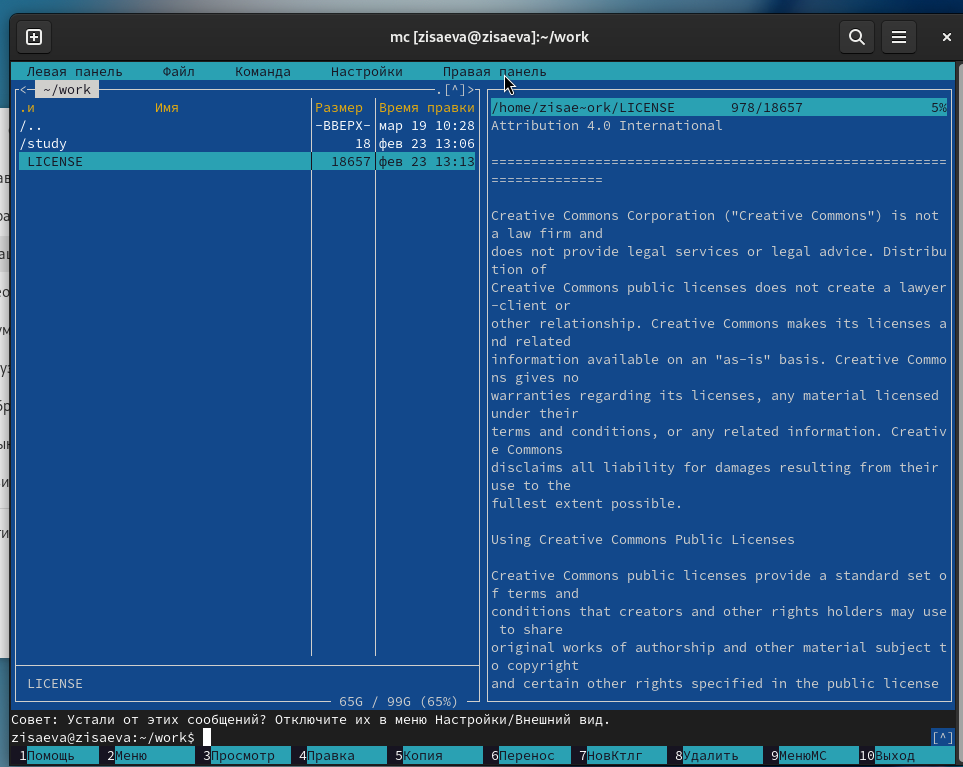 mc [zisaeva@zisaeva]:~/work
Левая панель Файл Команда Настройки Правая панель
<─ ~/work .[^]>
.и Имя Размер Время правки
/.. -ВВЕРХ- мар 19 10:28
/study 18 фев 23 13:06
LICENSE 18657 фев 23 13:13
LICENSE
65G / 99G (65%)
/home/zisae~ork/LICENSE 978/18657 5%
Attribution 4.0 International
=========================================================
==============
Creative Commons Corporation ("Creative Commons") is not
a law firm and
does not provide legal services or legal advice. Distribu
tion of
Creative Commons public licenses does not create a lawyer
-client or
other relationship. Creative Commons makes its licenses a
nd related
information available on an "as-is" basis. Creative Commo
ns gives no
warranties regarding its licenses, any material licensed
under their
terms and conditions, or any related information. Creativ
e Commons
disclaims all liability for damages resulting from their
use to the
fullest extent possible.
Using Creative Commons Public Licenses
Creative Commons public licenses provide a standard set o
f terms and
conditions that creators and other rights holders may use
to share
original works of authorship and other material subject t
o copyright
and certain other rights specified in the public license
Совет: Устали от этих сообщений? Отключите их в меню Настройки/Внешний вид.
zisaeva@zisaeva:~/work$ [^]
1Помощь 2Меню 3Просмотр 4Правка 5Копия 6Перенос 7НовКтлг 8Удалить 9МенюMC 10Выход